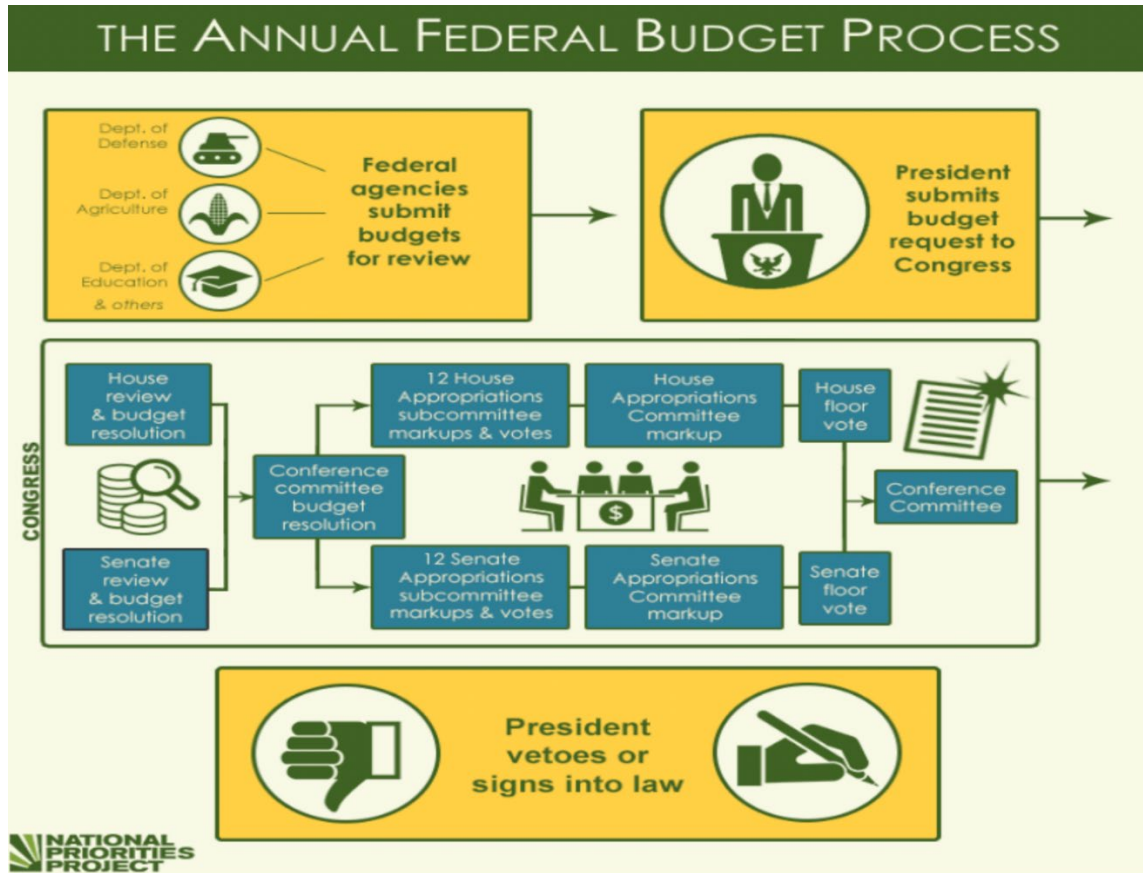 THE ANNUAL FEDERAL BUDGET PROCESS
Dept. of
Defense
Dept. of
Agriculture
Dept. of
Education
& others
Federal
agencies
submit
budgets
for review
President
submits
budget
request to
Congress
CONGRESS
House
review
& budget
resolution
Senate
review
& budget
resolution
Conference
committee
budget
resolution
12 House
Appropriations
subcommittee
markups & votes
House
Appropriations
Committee
markup
House
floor
vote
$
12 Senate
Appropriations
subcommittee
markups & votes
Senate
Appropriations
Committee
markup
Senate
floor
vote
Conference
Committee
President
vetoes or
signs into law
NATIONAL
PRIORITIES
PROJECT